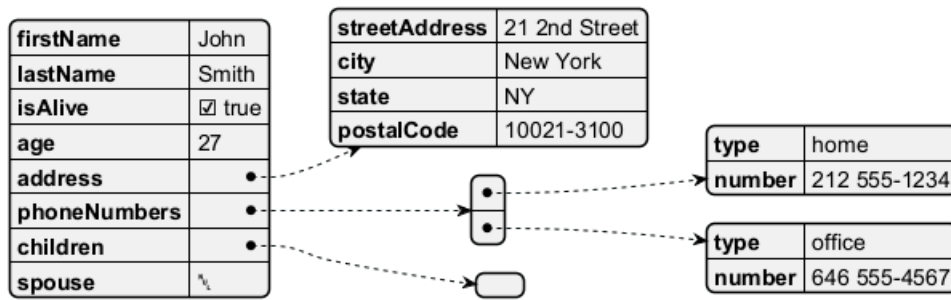 firstName John
lastName Smith
isAlive ☑ true
age 27
address
phoneNumbers
children
spouse ␀
streetAddress 21 2nd Street
city New York
state NY
postalCode 10021-3100
type home
number 212 555-1234
type office
number 646 555-4567